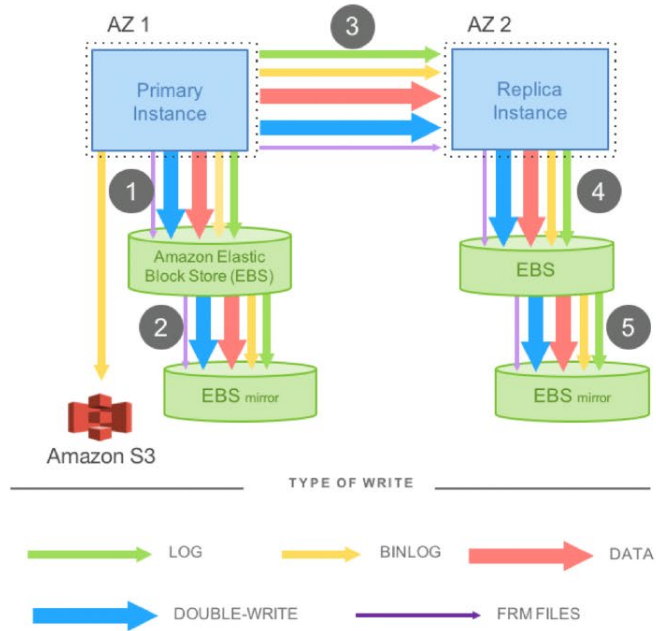 AZ 1
3
AZ 2
Primary
Instance
Replica
Instance
1
4
Amazon Elastic
Block Store (EBS)
EBS
2
5
EBS mirror
EBS mirror
Amazon S3
TYPE OF WRITE
LOG
BINLOG
DATA
DOUBLE-WRITE
FRM FILES